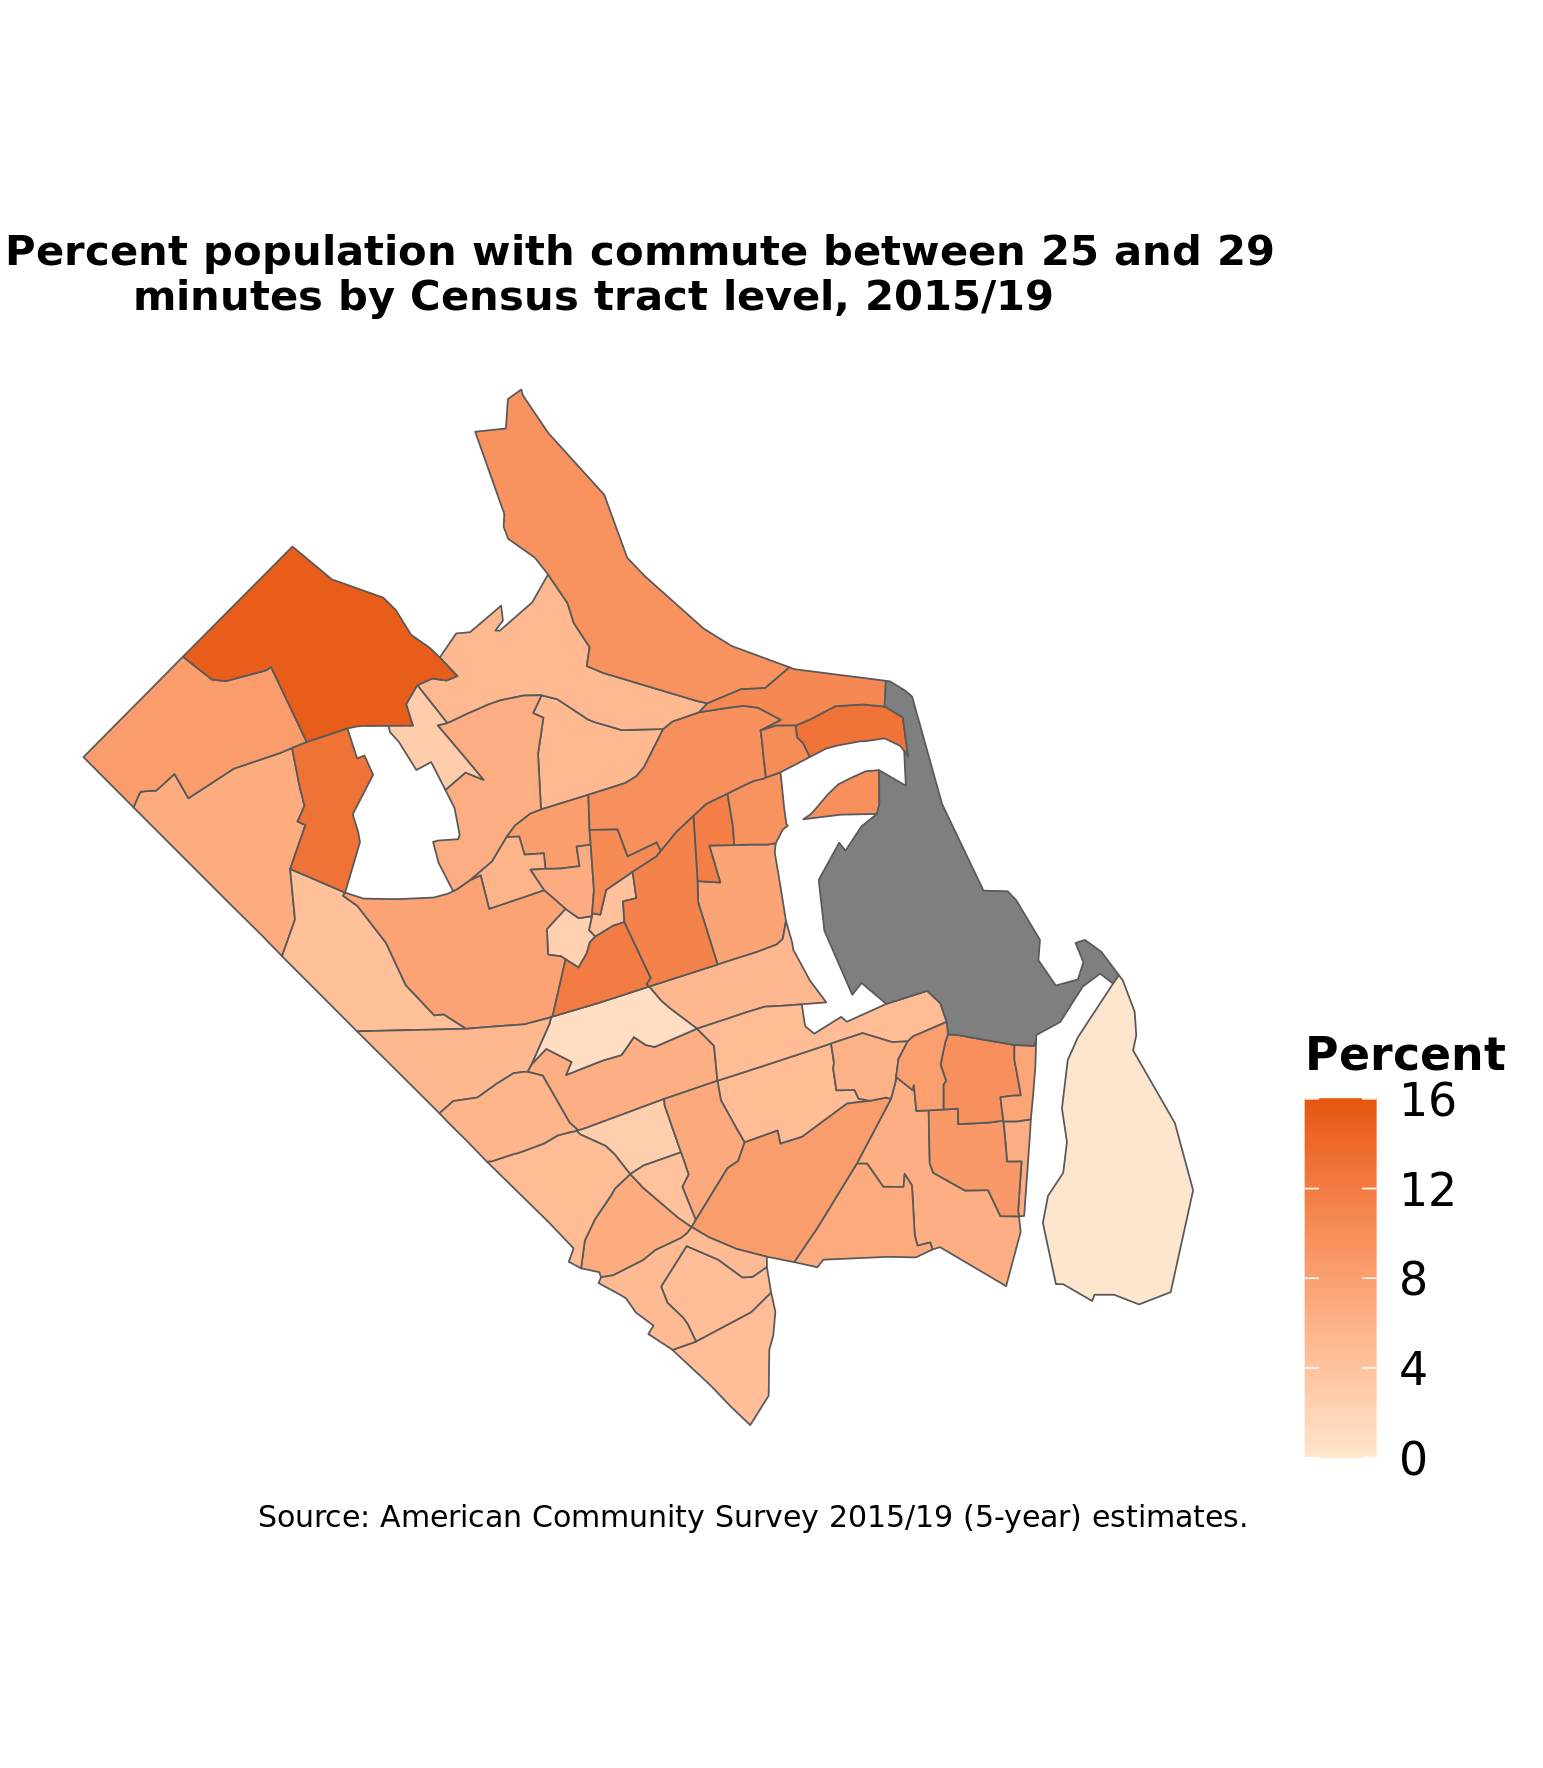 Percent population with commute between 25 and 29
minutes by Census tract level, 2015/19
Percent
16
12
8
4
0
Source: American Community Survey 2015/19 (5-year) estimates.